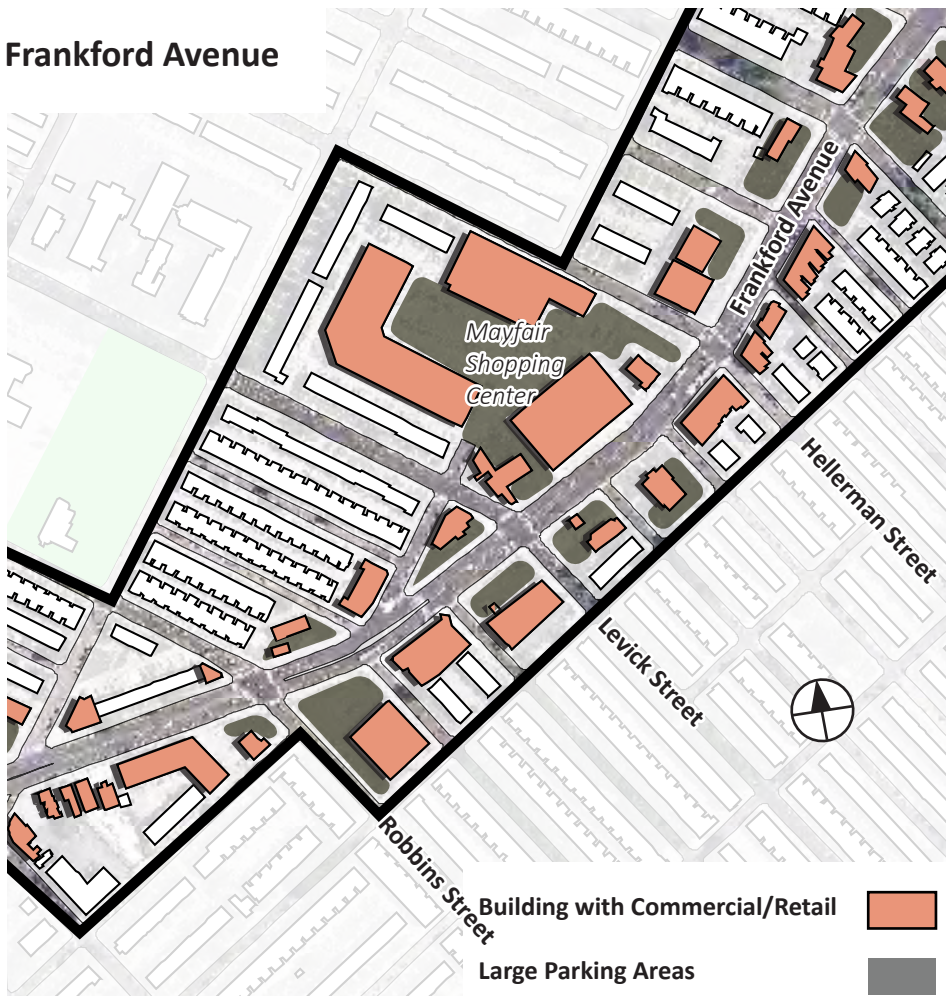 Frankford Avenue
Frankford Avenue
Mayfair
Shopping
Center
Hellerman Street
Levick Street
Robbins Street
Building with Commercial/Retail
Large Parking Areas